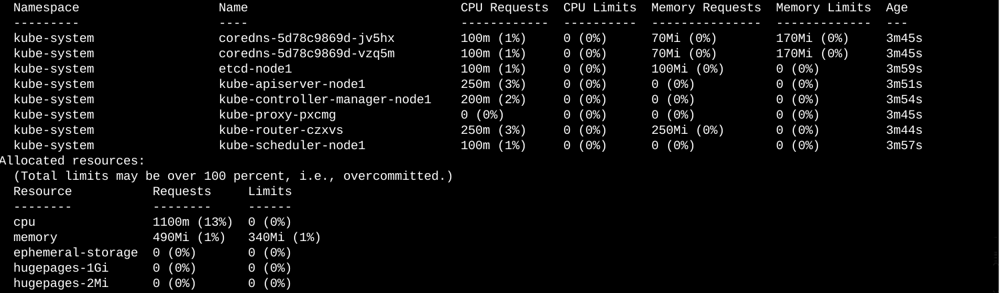 Namespace Name CPU Requests CPU Limits Memory Requests Memory Limits Age
--------- ---- ------------ ---------- --------------- ------------- ---
kube-system coredns-5d78c9869d-jv5hx 100m (1%) 0 (0%) 70Mi (0%) 170Mi (0%) 3m45s
kube-system coredns-5d78c9869d-vzq5m 100m (1%) 0 (0%) 70Mi (0%) 170Mi (0%) 3m45s
kube-system etcd-node1 100m (1%) 0 (0%) 100Mi (0%) 0 (0%) 3m59s
kube-system kube-apiserver-node1 250m (3%) 0 (0%) 0 (0%) 0 (0%) 3m51s
kube-system kube-controller-manager-node1 200m (2%) 0 (0%) 0 (0%) 0 (0%) 3m54s
kube-system kube-proxy-pxcmg 0 (0%) 0 (0%) 0 (0%) 0 (0%) 3m45s
kube-system kube-router-czxvs 250m (3%) 0 (0%) 250Mi (0%) 0 (0%) 3m44s
kube-system kube-scheduler-node1 100m (1%) 0 (0%) 0 (0%) 0 (0%) 3m57s
Allocated resources:
(Total limits may be over 100 percent, i.e., overcommitted.)
Resource Requests Limits
-------- -------- ------
cpu 1100m (13%) 0 (0%)
memory 490Mi (1%) 340Mi (1%)
ephemeral-storage 0 (0%) 0 (0%)
hugepages-1Gi 0 (0%) 0 (0%)
hugepages-2Mi 0 (0%) 0 (0%)